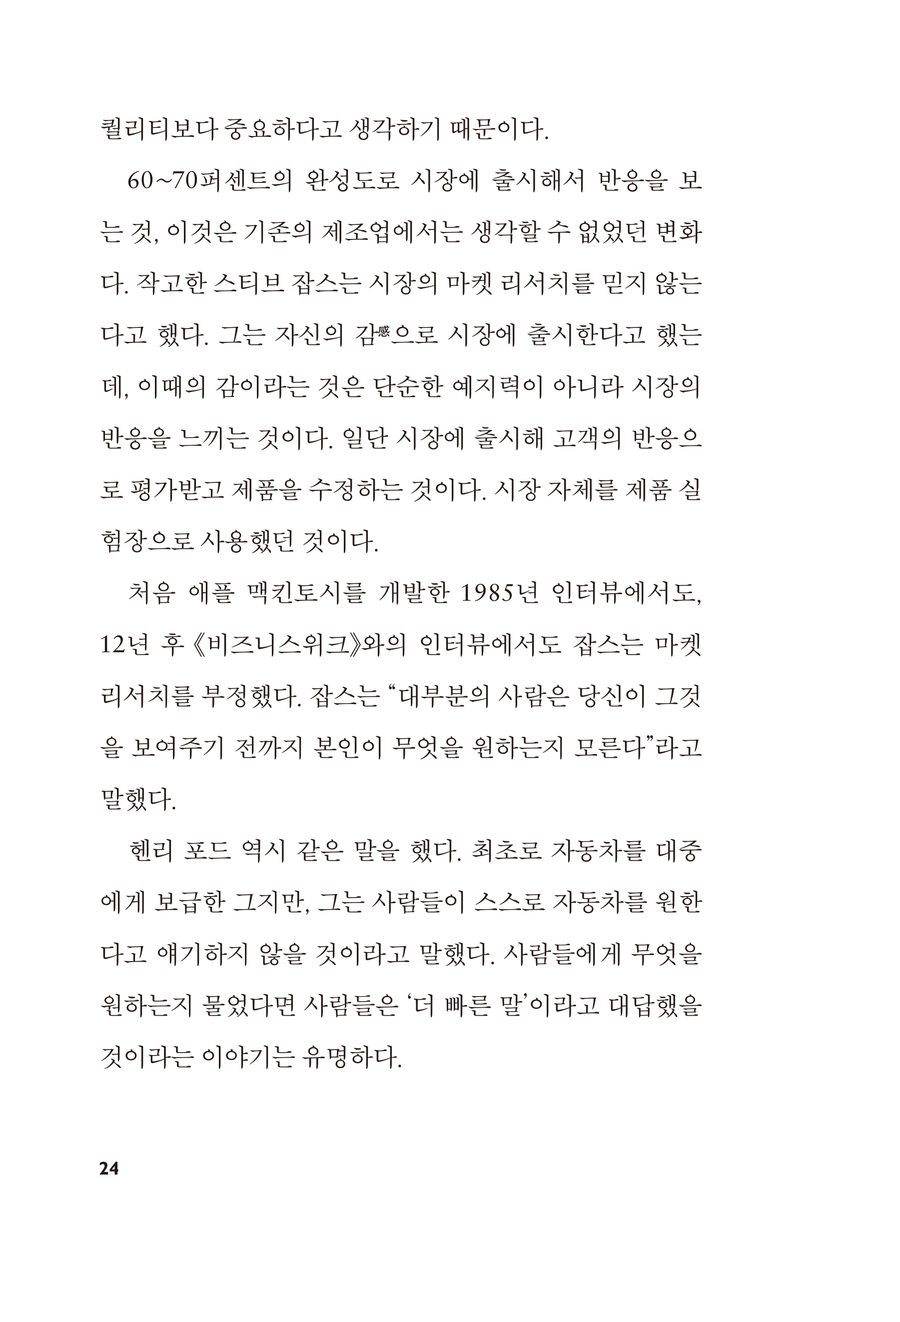 퀄리티보다 중요하다고 생각하기 때문이다.
60~70퍼센트의 완성도로 시장에 출시해서 반응을 보
는 것, 이것은 기존의 제조업에서는 생각할 수 없었던 변화
다. 작고한 스티브 잡스는 시장의 마켓 리서치를 믿지 않는
다고 했다. 그는 자신의 감感으로 시장에 출시한다고 했는
데, 이때의 감이라는 것은 단순한 예지력이 아니라 시장의
반응을 느끼는 것이다. 일단 시장에 출시해 고객의 반응으
로 평가받고 제품을 수정하는 것이다. 시장 자체를 제품 실
험장으로 사용했던 것이다.
처음 애플 맥킨토시를 개발한 1985년 인터뷰에서도,
12년 후 《비즈니스위크》와의 인터뷰에서도 잡스는 마켓
리서치를 부정했다. 잡스는 “대부분의 사람은 당신이 그것
을 보여주기 전까지 본인이 무엇을 원하는지 모른다”라고
말했다.
헨리 포드 역시 같은 말을 했다. 최초로 자동차를 대중
에게 보급한 그지만, 그는 사람들이 스스로 자동차를 원한
다고 얘기하지 않을 것이라고 말했다. 사람들에게 무엇을
원하는지 물었다면 사람들은 ‘더 빠른 말’이라고 대답했을
것이라는 이야기는 유명하다.
24